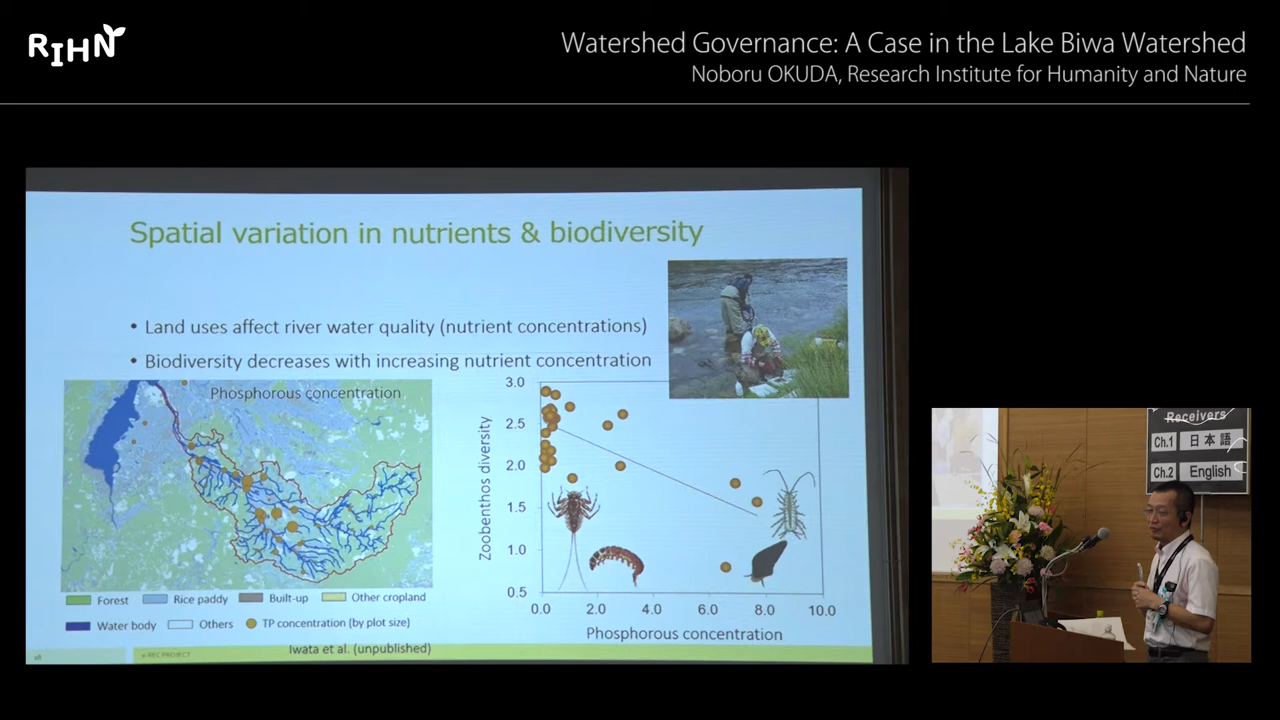 RIHN
Watershed Governance: A Case in the Lake Biwa Watershed
Noboru OKUDA, Research Institute for Humanity and Nature
Spatial variation in nutrients & biodiversity
• Land uses affect river water quality (nutrient concentrations)
• Biodiversity decreases with increasing nutrient concentration
Phosphorous concentration
Forest
Rice paddy
Built-up
Other cropland
Water body
Others
TP concentration (by plot size)
Iwata et al. (unpublished)
e-REC PROJECT
Zoobenthos diversity
3.0
2.5
2.0
1.5
1.0
0.5
0.0 2.0 4.0 6.0 8.0 10.0
Phosphorous concentration
Receivers
Ch.1 日本語
Ch.2 English